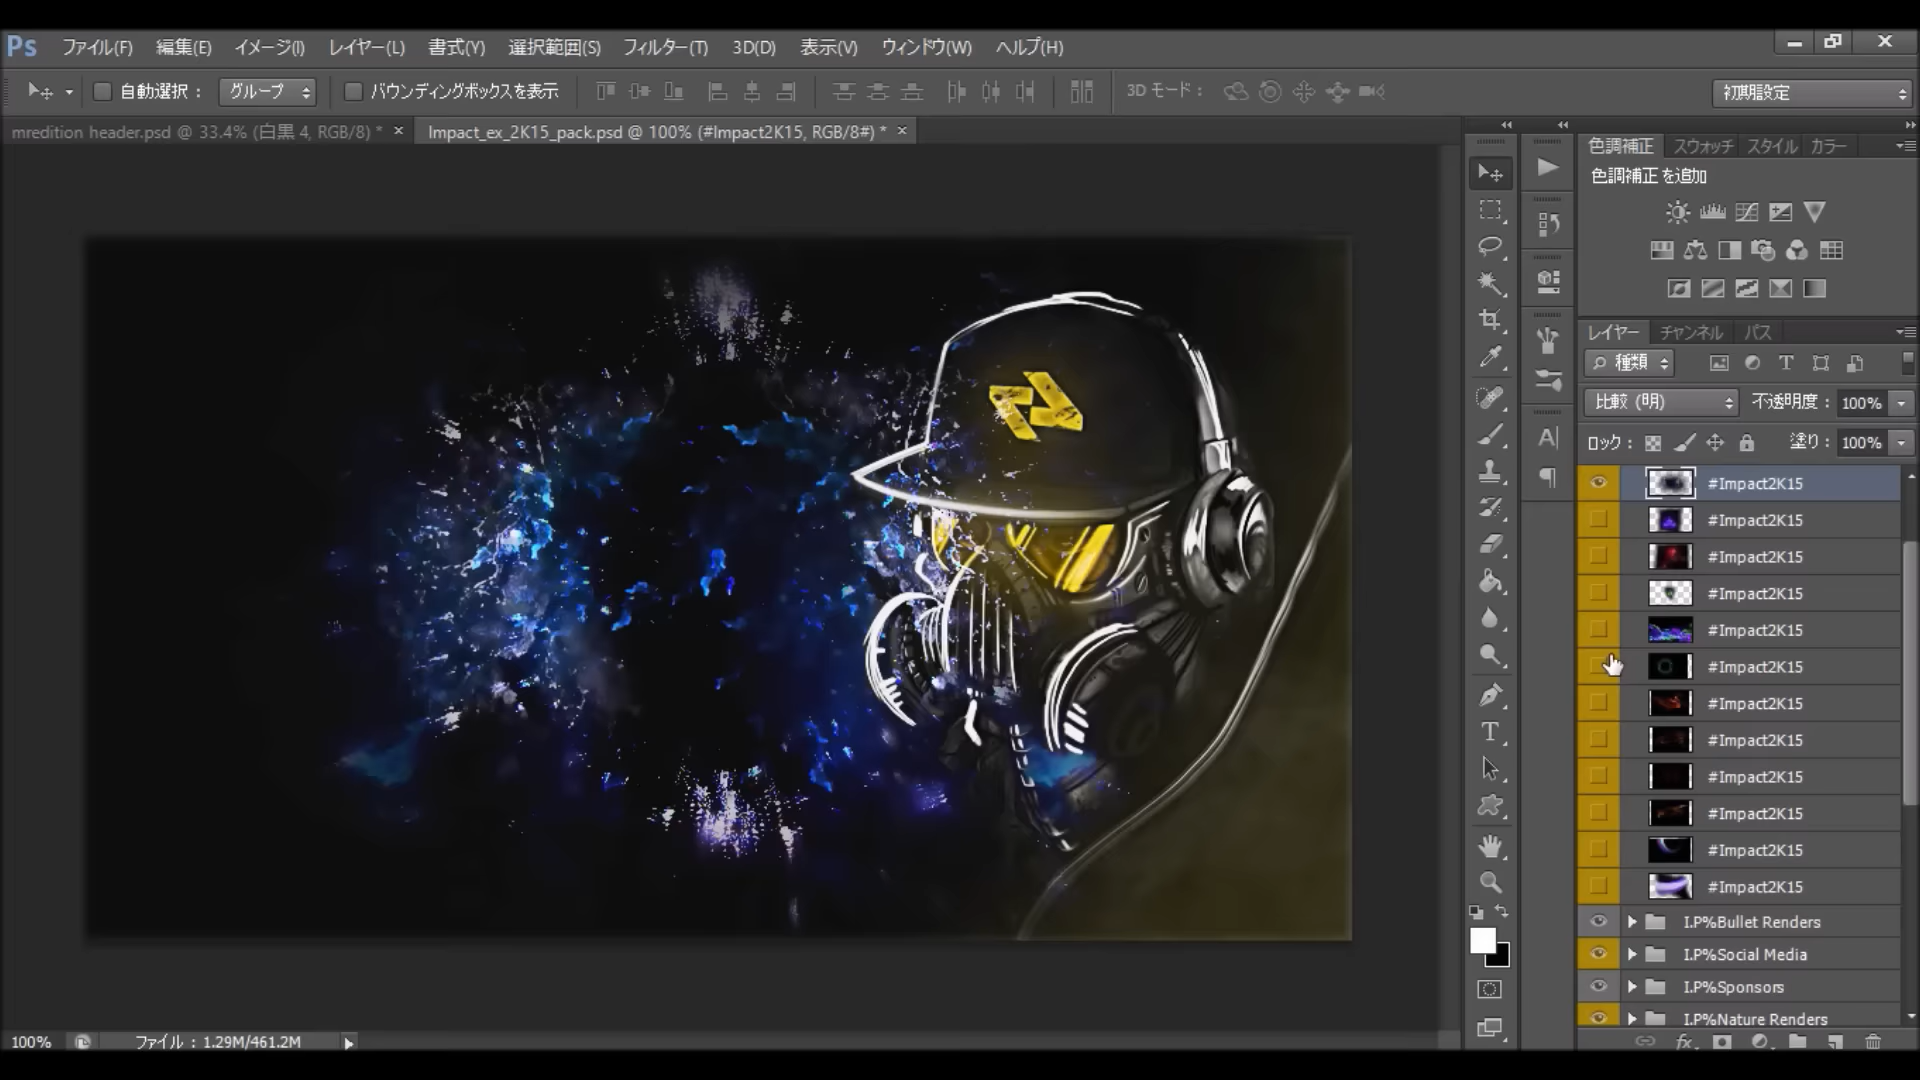 Ps ファイル(F) 編集(E) イメージ(I) レイヤー(L) 書式(Y) 選択範囲(S) フィルター(T) 3D(D) 表示(V) ウィンドウ(W) ヘルプ(H)
自動選択： グループ バウンディングボックスを表示 3D モード： 初期設定
mredition header.psd @ 33.4% (白黒 4, RGB/8) * × Impact_ex_2K15_pack.psd @ 100% (#Impact2K15, RGB/8#) * ×
色調補正 スウォッチ スタイル カラー
色調補正を追加
レイヤー チャンネル パス
種類
比較 (明) 不透明度： 100%
ロック： 塗り： 100%
#Impact2K15
#Impact2K15
#Impact2K15
#Impact2K15
#Impact2K15
#Impact2K15
#Impact2K15
#Impact2K15
#Impact2K15
#Impact2K15
#Impact2K15
#Impact2K15
I.P%Bullet Renders
I.P%Social Media
I.P%Sponsors
I.P%Nature Renders
100% ファイル：1.29M/461.2M